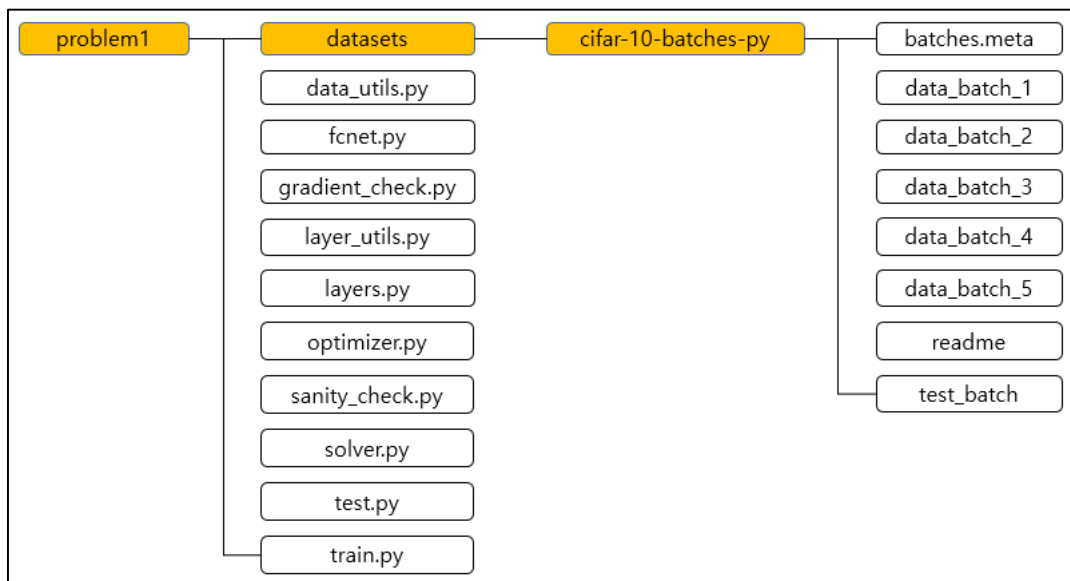 problem1
datasets
cifar-10-batches-py
batches.meta
data_utils.py
data_batch_1
fcnet.py
data_batch_2
gradient_check.py
data_batch_3
layer_utils.py
data_batch_4
layers.py
data_batch_5
optimizer.py
readme
sanity_check.py
test_batch
solver.py
test.py
train.py